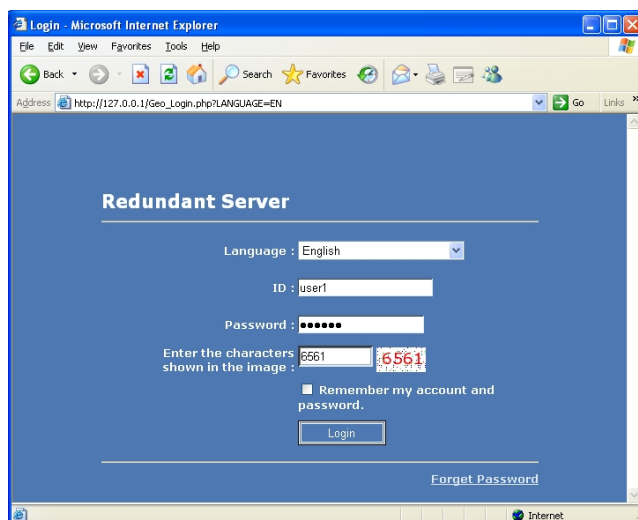 Login - Microsoft Internet Explorer
File Edit View Favorites Tools Help
Back Search Favorites
Address http://127.0.0.1/Geo_Login.php?LANGUAGE=EN Go Links »
Redundant Server
Language : English
ID : user1
Password : ●●●●●●
Enter the characters
shown in the image : 6561 6561
Remember my account and
password.
Login
Forget Password
Internet